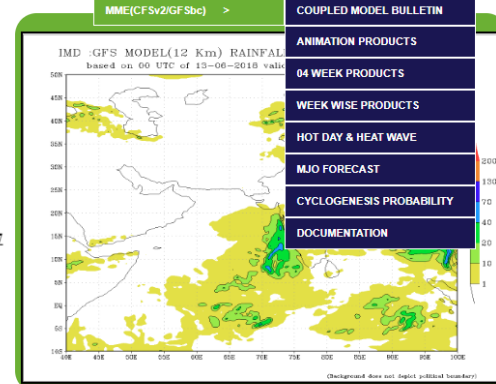 MME(CFSv2/GFSbc) >
COUPLED MODEL BULLETIN
ANIMATION PRODUCTS
04 WEEK PRODUCTS
WEEK WISE PRODUCTS
HOT DAY & HEAT WAVE
MJO FORECAST
CYCLOGENESIS PROBABILITY
DOCUMENTATION
IMD :GFS MODEL(12 Km) RAINFAL
based on 00 UTC of 13-06-2018 valid
50N
45N
40N
35N
30N
25N
20N
15N
10N
5N
EQ
5S
10S
40E 45E 50E 55E 60E 65E 70E 75E 80E 85E 90E 95E 100E
200
130
70
40
20
10
1
(Background does not depict political boundary)